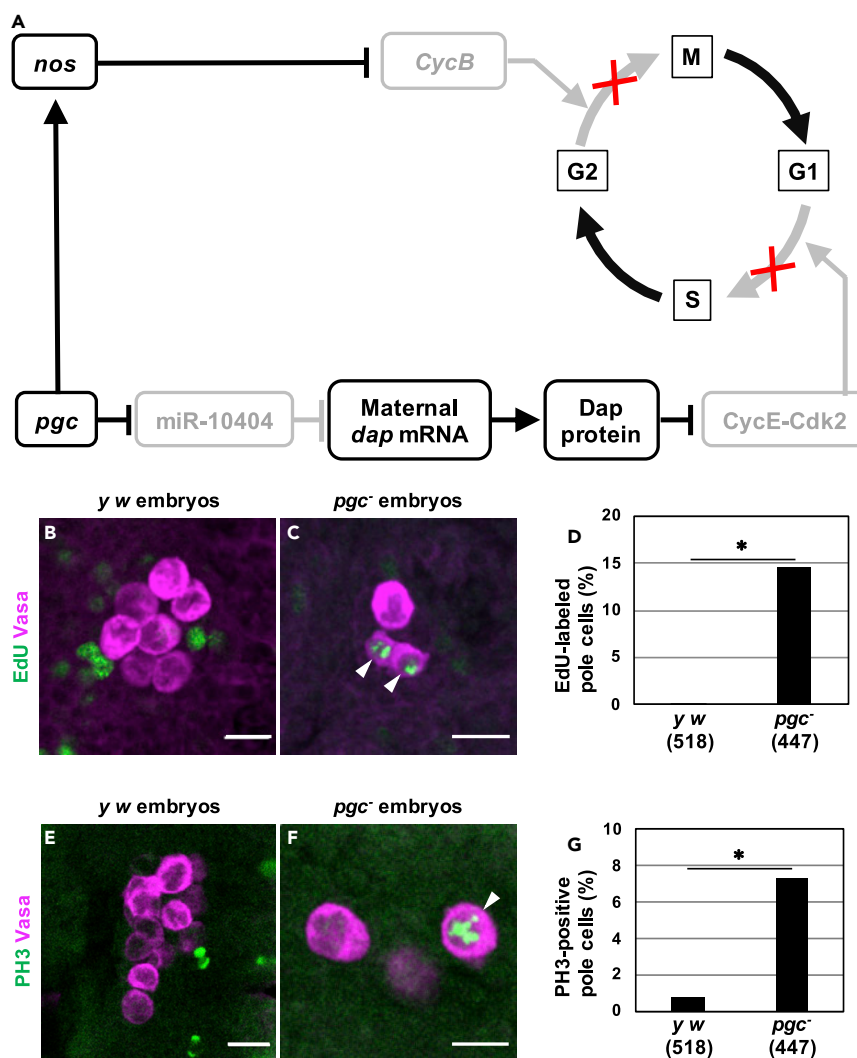 A
nos
CycB
M
G2
G1
S
pgc
miR-10404
Maternal
dap mRNA
Dap
protein
CycE-Cdk2
y w embryos
pgc- embryos
B
C
EdU Vasa
D
EdU-labeled
pole cells (%)
20
15
10
5
0
*
y w
(518)
pgc-
(447)
y w embryos
pgc- embryos
E
F
PH3 Vasa
G
PH3-positive
pole cells (%)
10
8
6
4
2
0
*
y w
(518)
pgc-
(447)